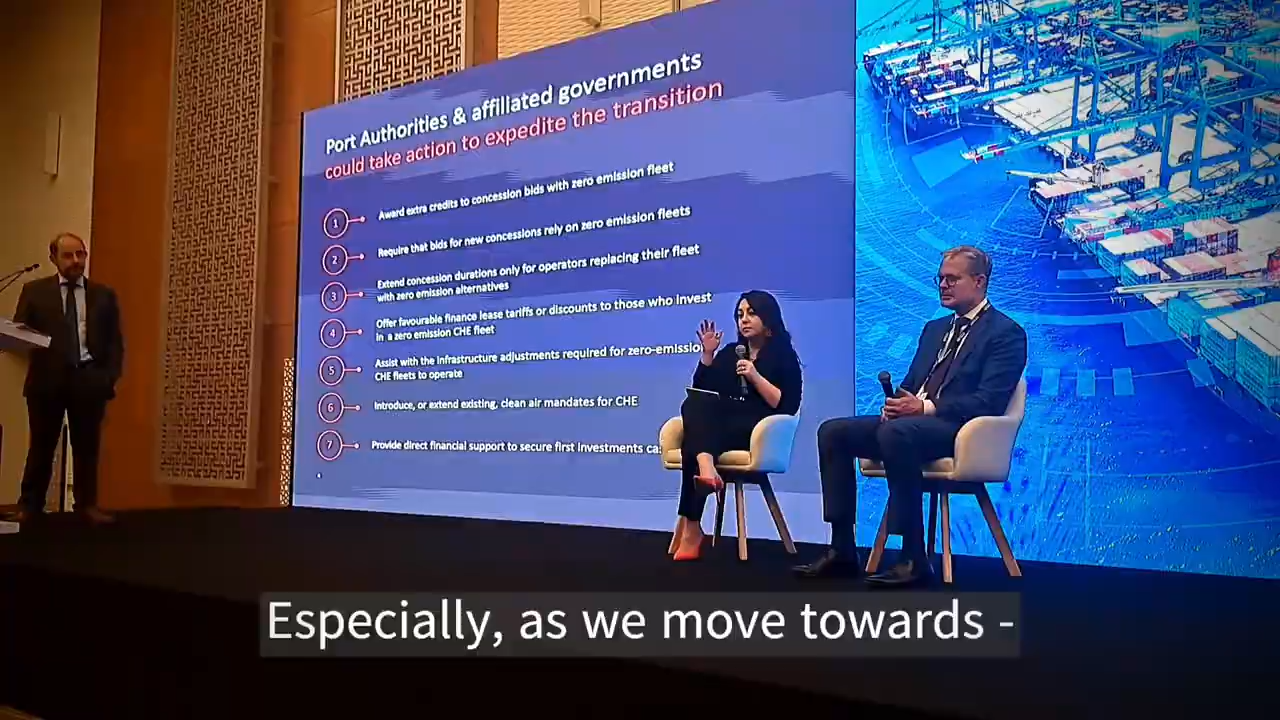 Port Authorities & affiliated governments
could take action to expedite the transition
1
Award extra credits to concession bids with zero emission fleet
2
Require that bids for new concessions rely on zero emission fleets
3
Extend concession durations only for operators replacing their fleet
with zero emission alternatives
4
Offer favourable finance lease tariffs or discounts to those who invest
in a zero emission CHE fleet
5
Assist with the infrastructure adjustments required for zero-emissio
CHE fleets to operate
6
Introduce, or extend existing, clean air mandates for CHE
7
Provide direct financial support to secure first investments
Especially, as we move towards -